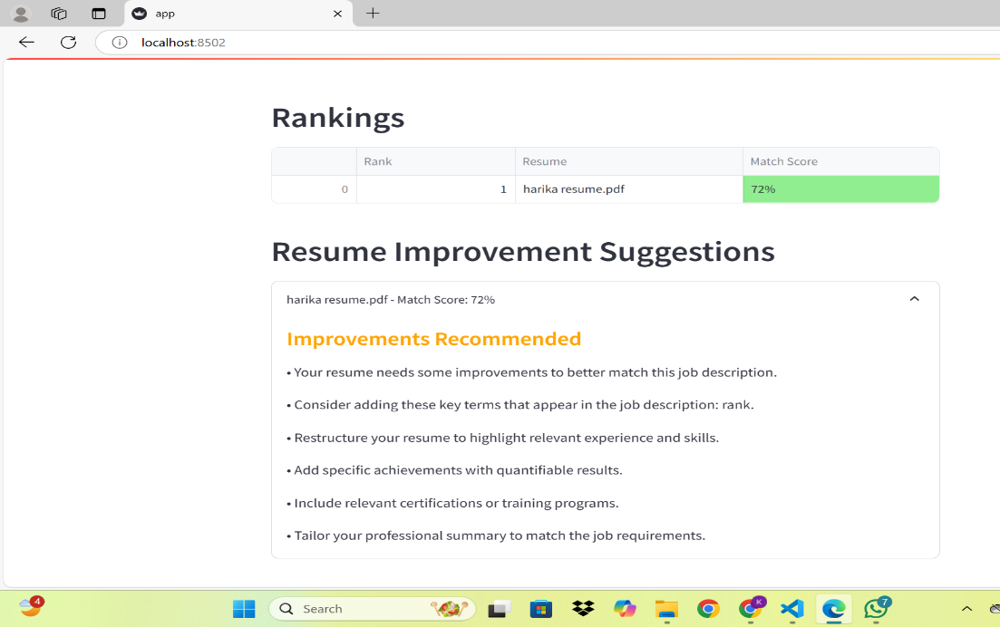 app
localhost:8502
Rankings
Rank Resume Match Score
0 1 harika resume.pdf 72%
Resume Improvement Suggestions
harika resume.pdf - Match Score: 72%
Improvements Recommended
• Your resume needs some improvements to better match this job description.
• Consider adding these key terms that appear in the job description: rank.
• Restructure your resume to highlight relevant experience and skills.
• Add specific achievements with quantifiable results.
• Include relevant certifications or training programs.
• Tailor your professional summary to match the job requirements.
4 Search K 7